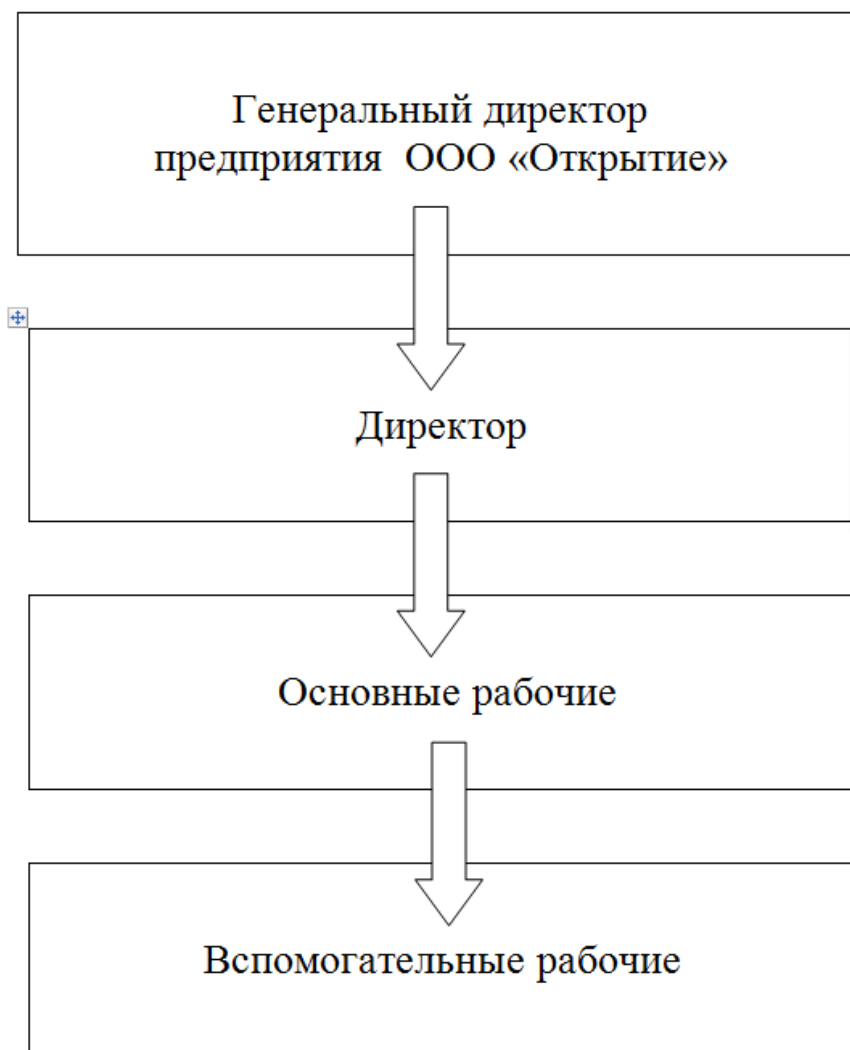 Генеральный директор
предприятия  ООО «Открытие»
Директор
Основные рабочие
Вспомогательные рабочие